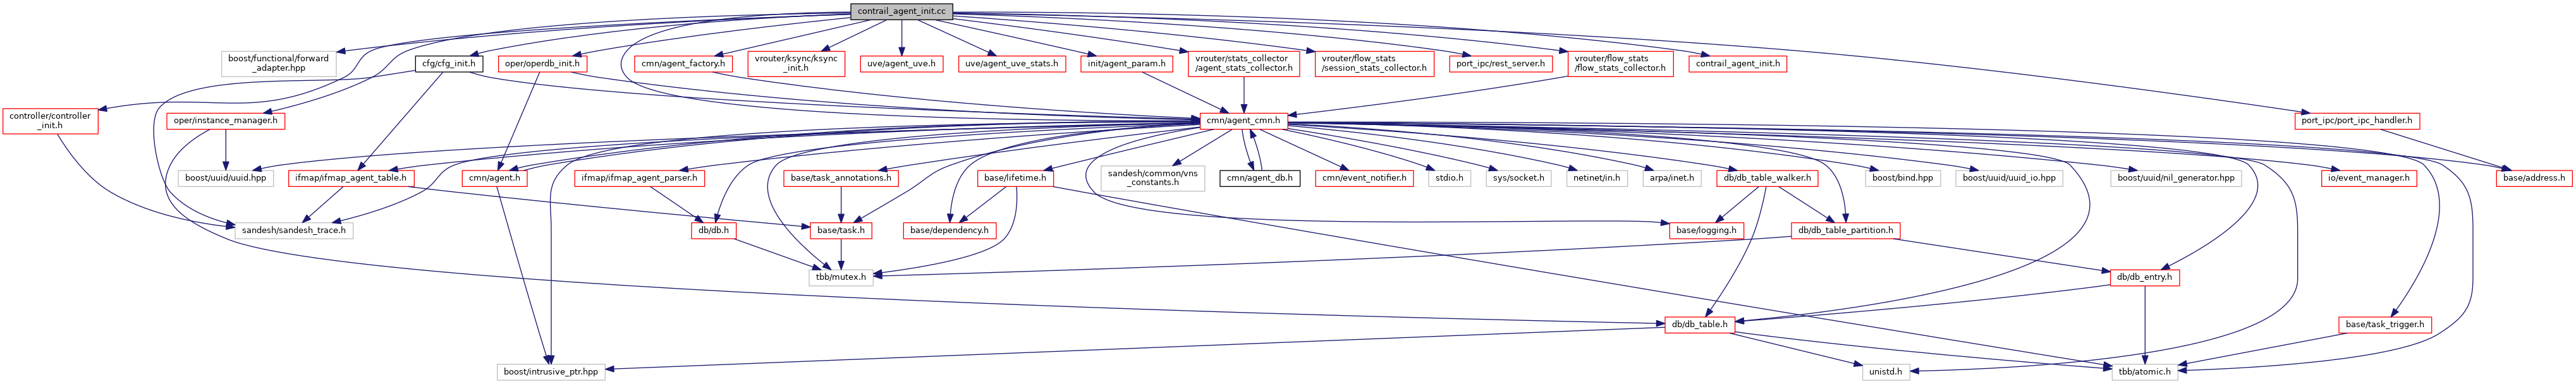 contrail_agent_init.cc
boost/functional/forward
_adapter.hpp
cfg/cfg_init.h
oper/operdb_init.h
cmn/agent_factory.h
vrouter/ksync/ksync
_init.h
uve/agent_uve.h
uve/agent_uve_stats.h
init/agent_param.h
vrouter/stats_collector
/agent_stats_collector.h
vrouter/flow_stats
/session_stats_collector.h
port_ipc/rest_server.h
vrouter/flow_stats
/flow_stats_collector.h
contrail_agent_init.h
controller/controller
_init.h
oper/instance_manager.h
cmn/agent_cmn.h
port_ipc/port_ipc_handler.h
boost/uuid/uuid.hpp
ifmap/ifmap_agent_table.h
cmn/agent.h
ifmap/ifmap_agent_parser.h
base/task_annotations.h
base/lifetime.h
sandesh/common/vns
_constants.h
cmn/agent_db.h
cmn/event_notifier.h
stdio.h
sys/socket.h
netinet/in.h
arpa/inet.h
db/db_table_walker.h
boost/bind.hpp
boost/uuid/uuid_io.hpp
boost/uuid/nil_generator.hpp
io/event_manager.h
base/address.h
sandesh/sandesh_trace.h
db/db.h
base/task.h
base/dependency.h
base/logging.h
db/db_table_partition.h
tbb/mutex.h
db/db_entry.h
db/db_table.h
base/task_trigger.h
boost/intrusive_ptr.hpp
unistd.h
tbb/atomic.h